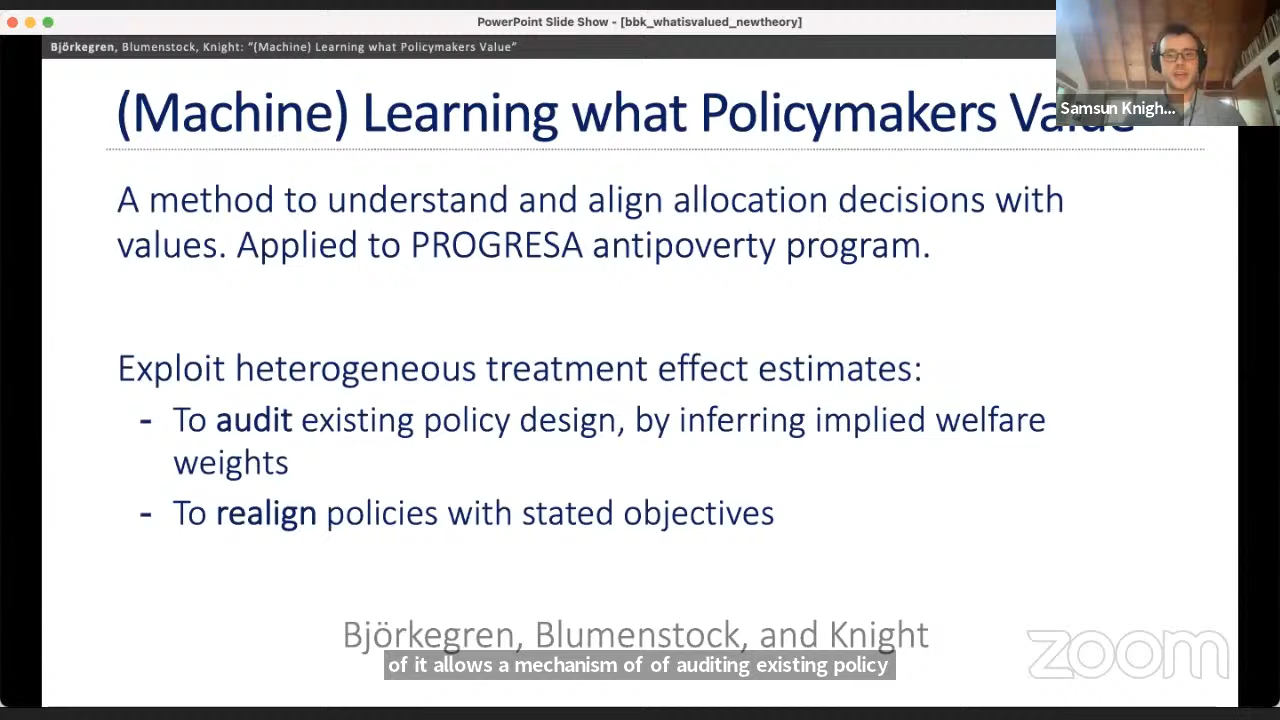 PowerPoint Slide Show - [bbk_whatisvalued_newtheory]
Björkegren, Blumenstock, Knight: "(Machine) Learning what Policymakers Value"
Samsun Knigh...
(Machine) Learning what Policymakers Value
A method to understand and align allocation decisions with
values. Applied to PROGRESA antipoverty program.
Exploit heterogeneous treatment effect estimates:
- To audit existing policy design, by inferring implied welfare
weights
- To realign policies with stated objectives
Björkegren, Blumenstock, and Knight
of it allows a mechanism of of auditing existing policy
zoom